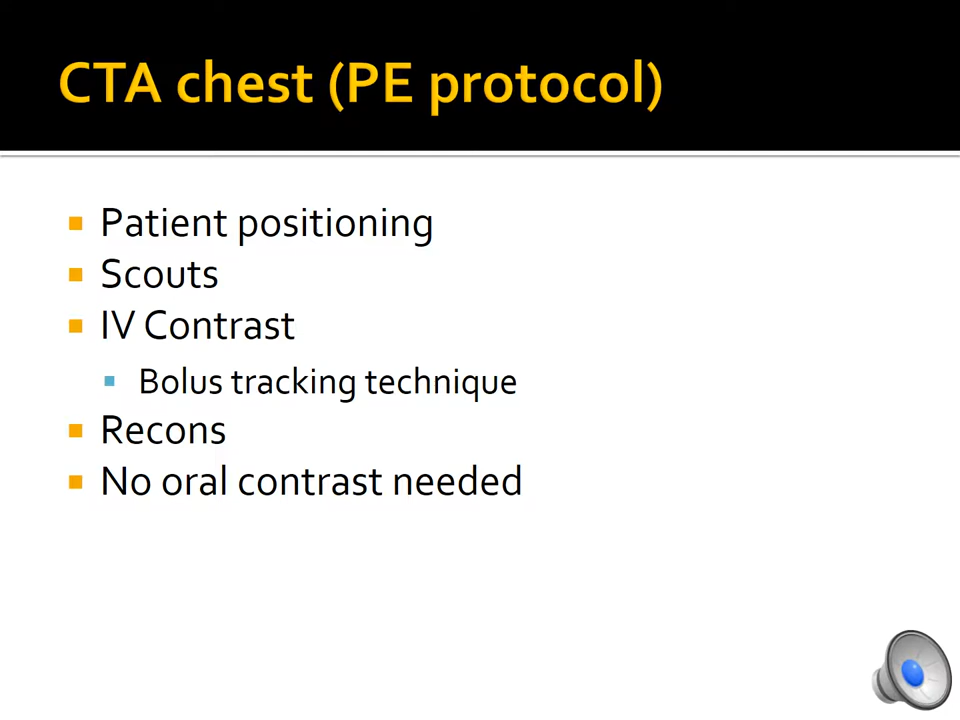 CTA chest (PE protocol)
Patient positioning
Scouts
IV Contrast
Bolus tracking technique
Recons
No oral contrast needed